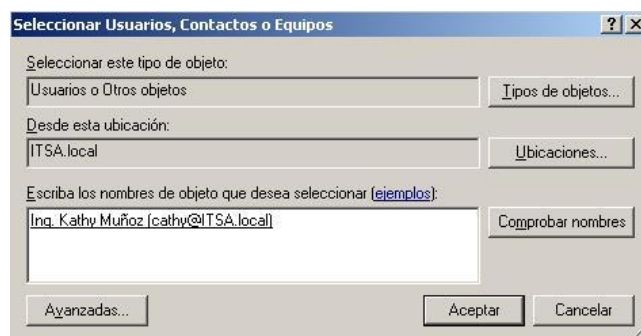 Seleccionar Usuarios, Contactos o Equipos
Seleccionar este tipo de objeto:
Usuarios o Otros objetos
Tipos de objetos...
Desde esta ubicación:
ITSA.local
Ubicaciones...
Escriba los nombres de objeto que desea seleccionar (ejemplos):
Ing. Kathy Muñoz (cathy@ITSA.local)
Comprobar nombres
Avanzadas...
Aceptar
Cancelar